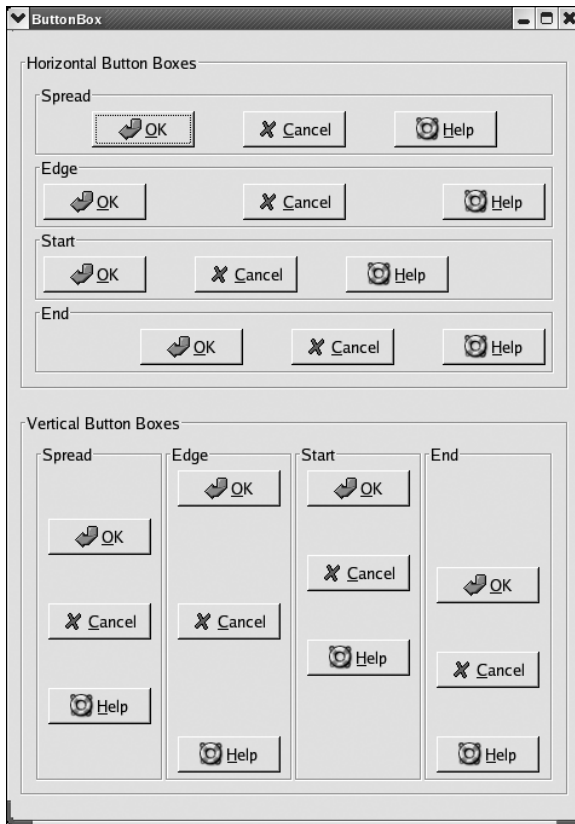 ButtonBox
Horizontal Button Boxes
Spread
OK Cancel Help
Edge
OK Cancel Help
Start
OK Cancel Help
End
OK Cancel Help
Vertical Button Boxes
Spread
OK
Cancel
Help
Edge
OK
Cancel
Help
Start
OK
Cancel
Help
End
OK
Cancel
Help